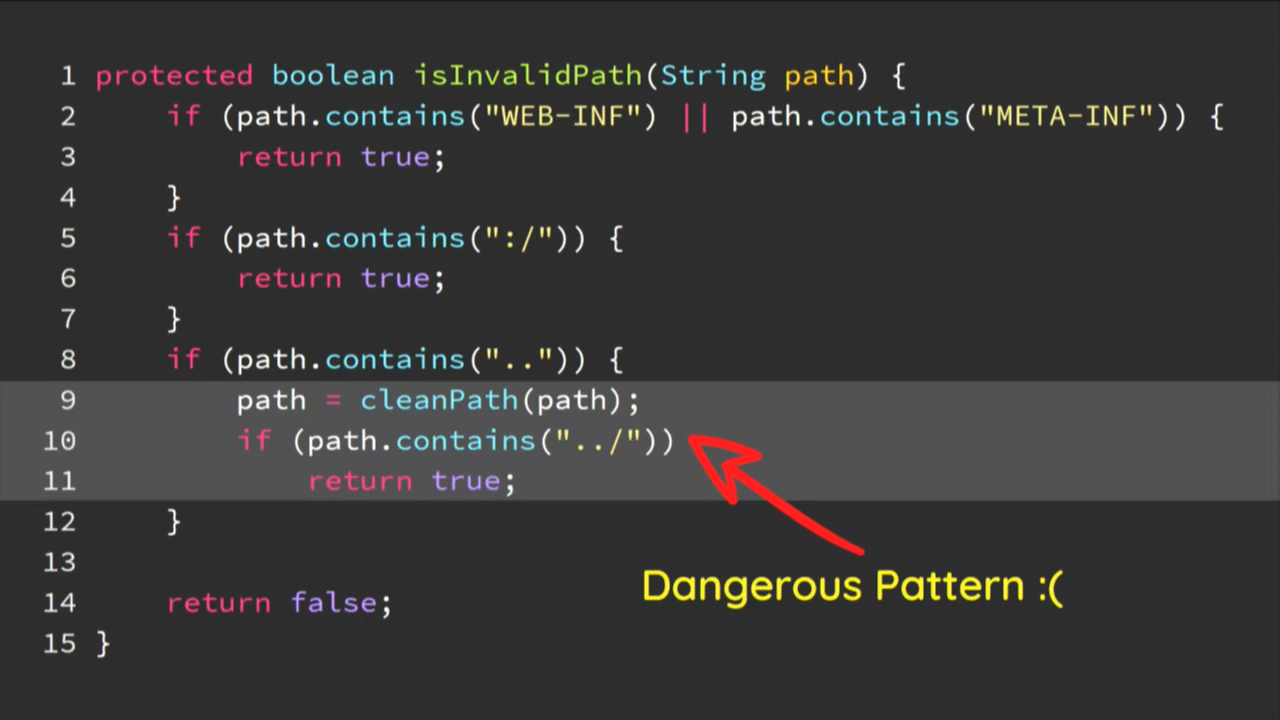 1 protected boolean isInvalidPath(String path) {
2     if (path.contains("WEB-INF") || path.contains("META-INF")) {
3         return true;
4     }
5     if (path.contains(":/")) {
6         return true;
7     }
8     if (path.contains("..")) {
9         path = cleanPath(path);
10         if (path.contains("../"))
11             return true;
12     }
13
14     return false;
15 }
Dangerous Pattern :(